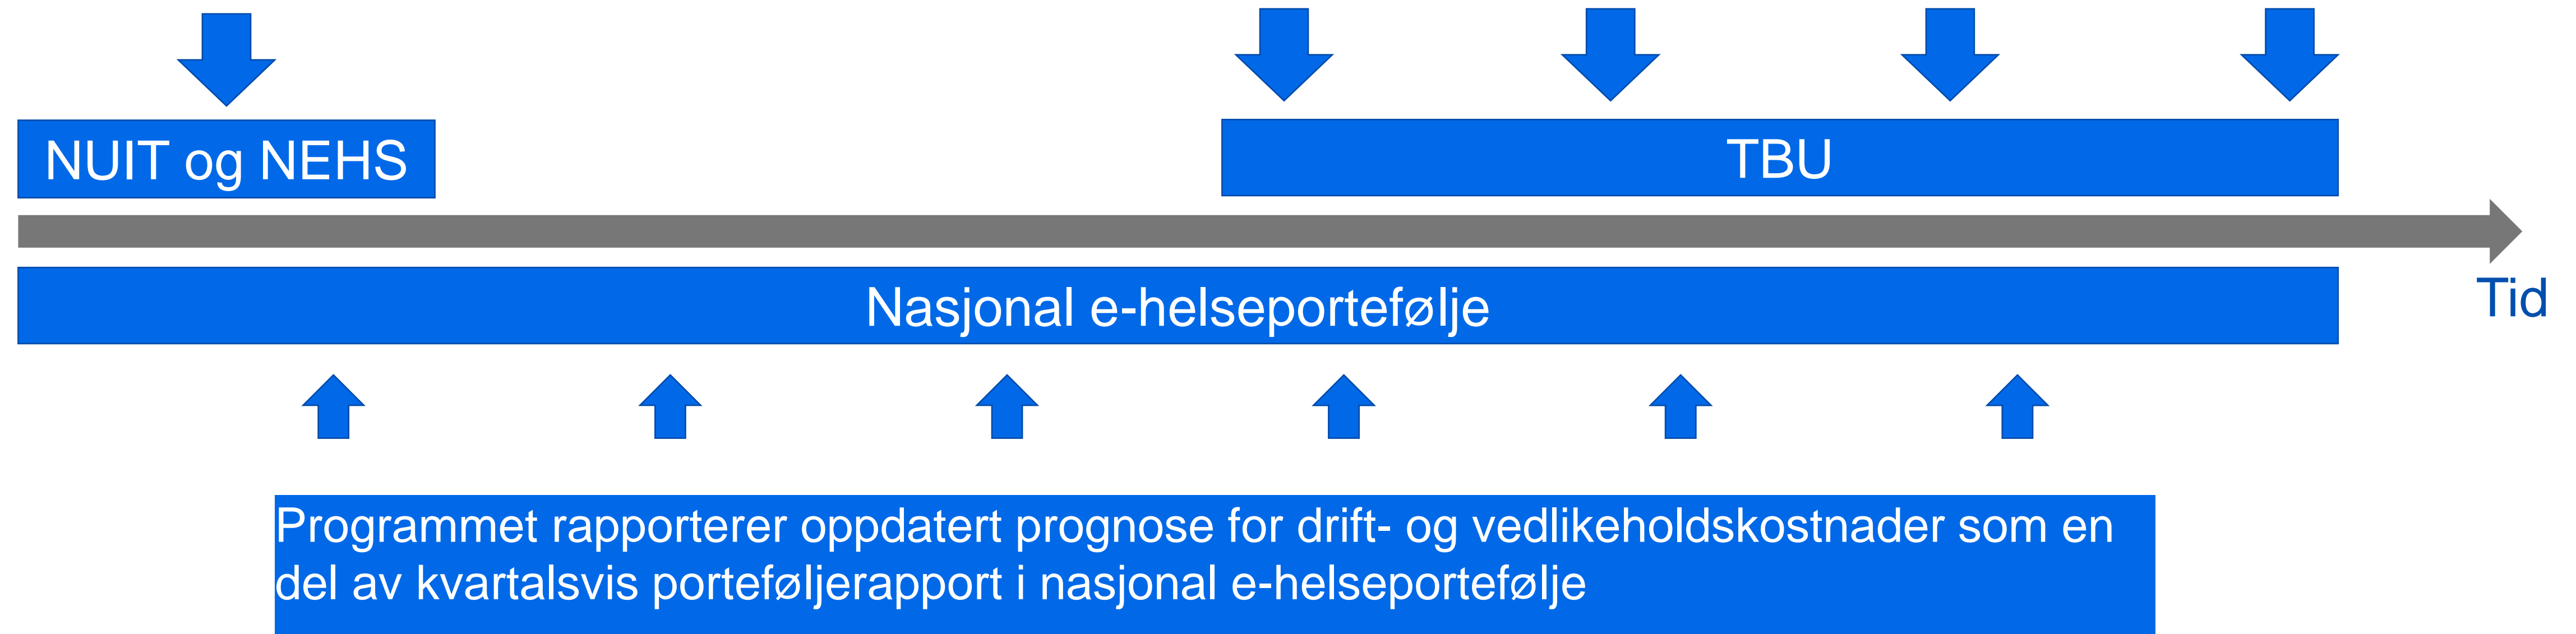 NUIT og NEHS
TBU
Nasjonal e-helseportefølje
Tid
Programmet rapporterer oppdatert prognose for drift- og vedlikeholdskostnader som en
del av kvartalsvis porteføljerapport i nasjonal e-helseportefølje